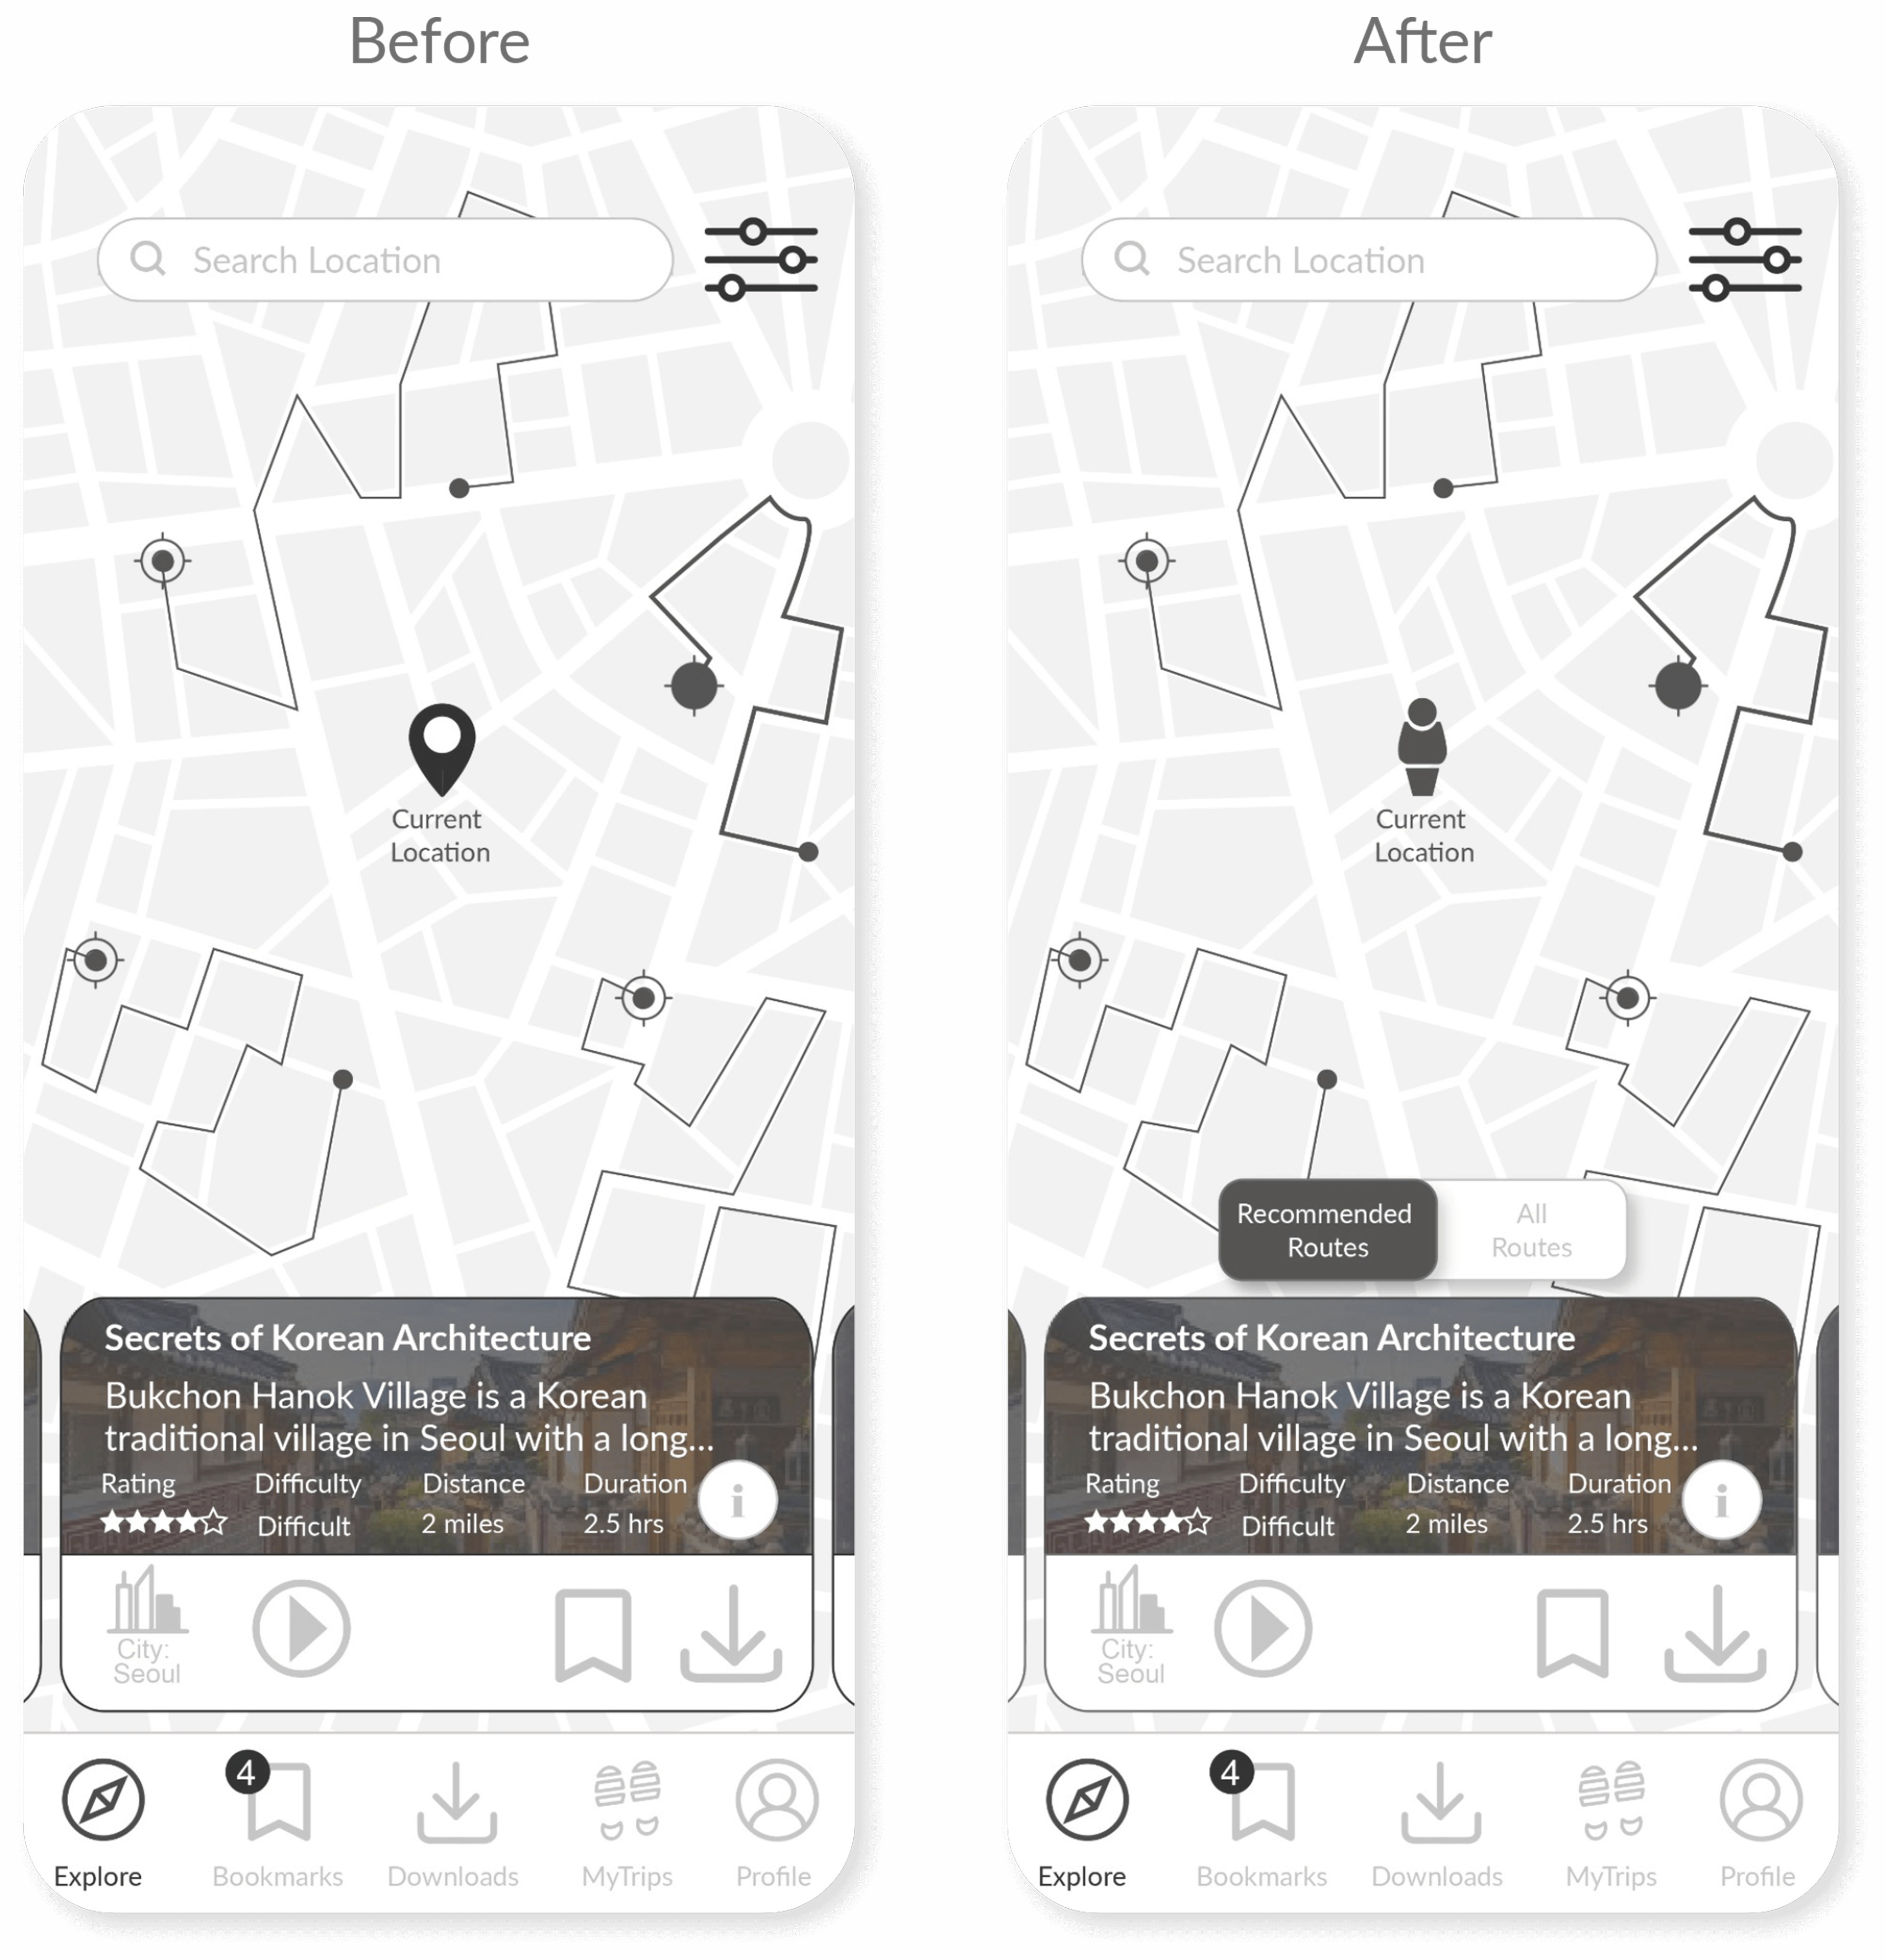 Before
Search Location
Current
Location
Secrets of Korean Architecture
Bukchon Hanok Village is a Korean
traditional village in Seoul with a long...
Rating Difficulty Distance Duration
Difficult 2 miles 2.5 hrs
i
City:
Seoul
4
Explore Bookmarks Downloads MyTrips Profile
After
Search Location
Current
Location
Recommended
Routes
All
Routes
Secrets of Korean Architecture
Bukchon Hanok Village is a Korean
traditional village in Seoul with a long...
Rating Difficulty Distance Duration
Difficult 2 miles 2.5 hrs
i
City:
Seoul
4
Explore Bookmarks Downloads MyTrips Profile